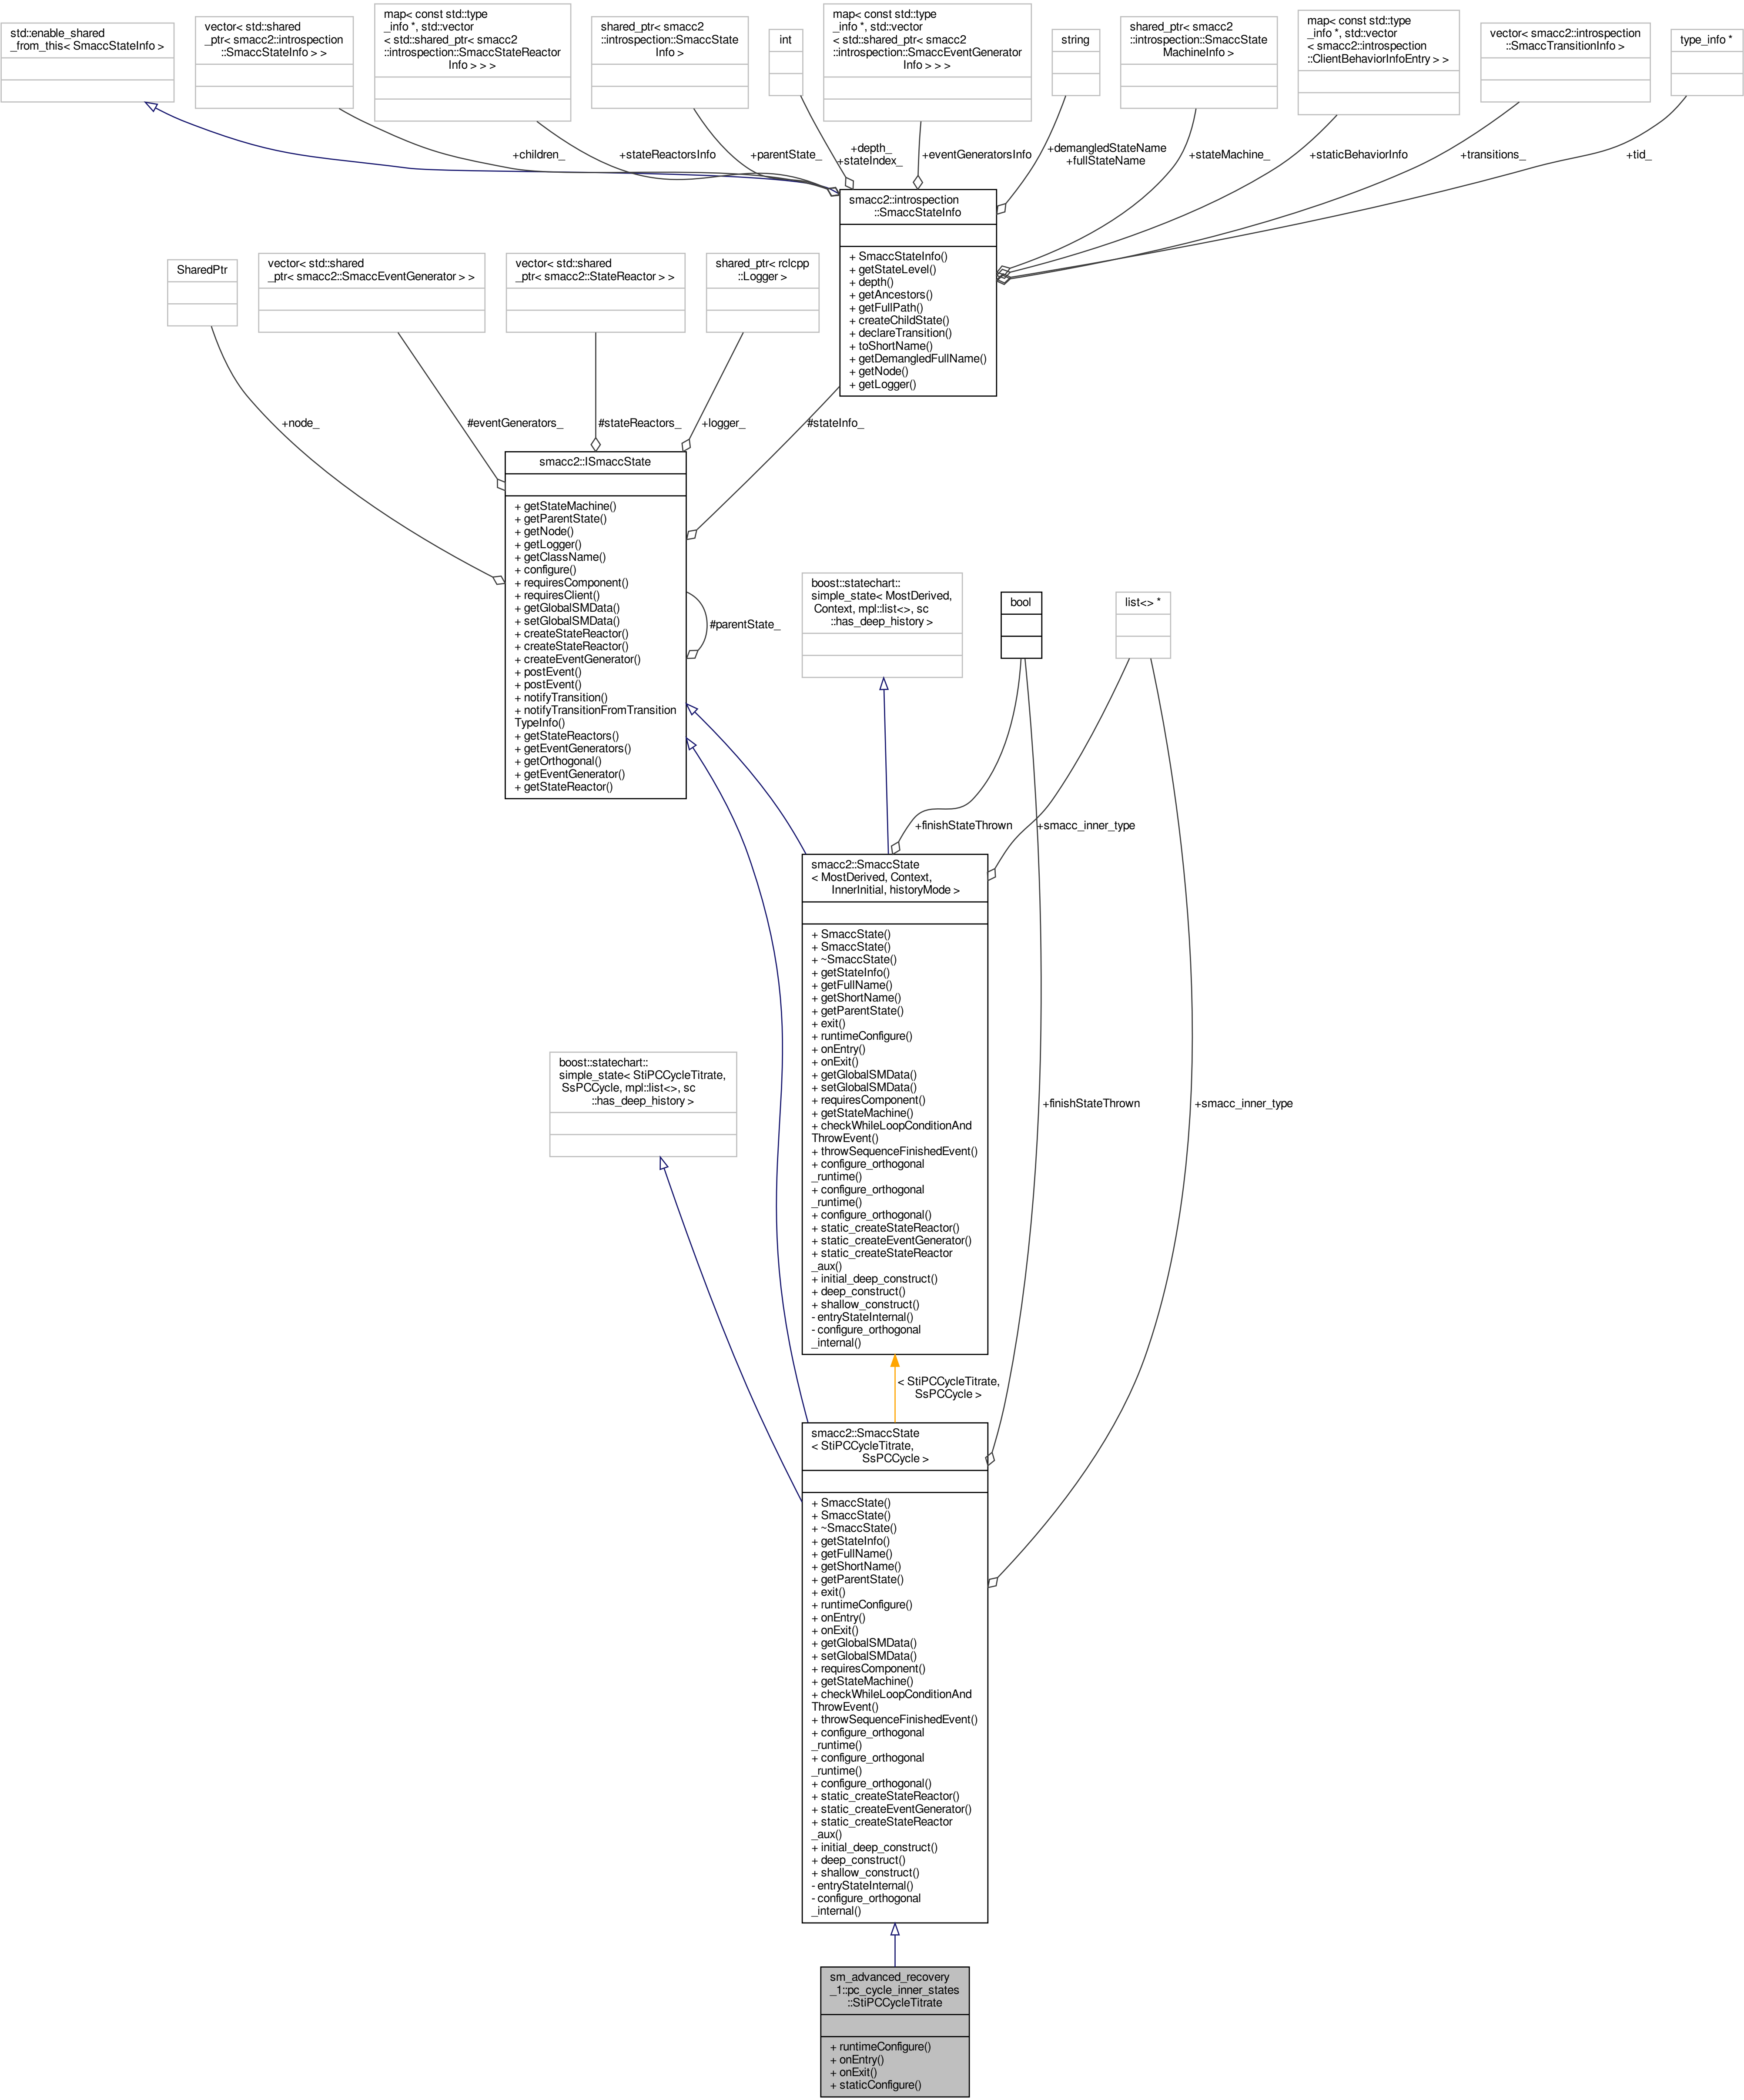 std::enable_shared
_from_this< SmaccStateInfo >
vector< std::shared
_ptr< smacc2::introspection
::SmaccStateInfo > >
map< const std::type
_info *, std::vector
< std::shared_ptr< smacc2
::introspection::SmaccStateReactor
Info > > >
shared_ptr< smacc2
::introspection::SmaccState
Info >
int
map< const std::type
_info *, std::vector
< std::shared_ptr< smacc2
::introspection::SmaccEventGenerator
Info > > >
string
shared_ptr< smacc2
::introspection::SmaccState
MachineInfo >
map< const std::type
_info *, std::vector
< smacc2::introspection
::ClientBehaviorInfoEntry > >
vector< smacc2::introspection
::SmaccTransitionInfo >
type_info *
+children_
+stateReactorsInfo
+parentState_
+depth_
+stateIndex_
+eventGeneratorsInfo
+demangledStateName
+fullStateName
+stateMachine_
+staticBehaviorInfo
+transitions_
+tid_
smacc2::introspection
::SmaccStateInfo
+ SmaccStateInfo()
+ getStateLevel()
+ depth()
+ getAncestors()
+ getFullPath()
+ createChildState()
+ declareTransition()
+ toShortName()
+ getDemangledFullName()
+ getNode()
+ getLogger()
SharedPtr
vector< std::shared
_ptr< smacc2::SmaccEventGenerator > >
vector< std::shared
_ptr< smacc2::StateReactor > >
shared_ptr< rclcpp
::Logger >
+node_
#eventGenerators_
#stateReactors_
+logger_
#stateInfo_
smacc2::ISmaccState
+ getStateMachine()
+ getParentState()
+ getNode()
+ getLogger()
+ getClassName()
+ configure()
+ requiresComponent()
+ requiresClient()
+ getGlobalSMData()
+ setGlobalSMData()
+ createStateReactor()
+ createStateReactor()
+ createEventGenerator()
+ postEvent()
+ postEvent()
+ notifyTransition()
+ notifyTransitionFromTransition
TypeInfo()
+ getStateReactors()
+ getEventGenerators()
+ getOrthogonal()
+ getEventGenerator()
+ getStateReactor()
#parentState_
boost::statechart::
simple_state< MostDerived,
Context, mpl::list<>, sc
::has_deep_history >
bool
list<> *
+finishStateThrown
+smacc_inner_type
smacc2::SmaccState
< MostDerived, Context,
InnerInitial, historyMode >
+ SmaccState()
+ SmaccState()
+ ~SmaccState()
+ getStateInfo()
+ getFullName()
+ getShortName()
+ getParentState()
+ exit()
+ runtimeConfigure()
+ onEntry()
+ onExit()
+ getGlobalSMData()
+ setGlobalSMData()
+ requiresComponent()
+ getStateMachine()
+ checkWhileLoopConditionAnd
ThrowEvent()
+ throwSequenceFinishedEvent()
+ configure_orthogonal
_runtime()
+ configure_orthogonal
_runtime()
+ configure_orthogonal()
+ static_createStateReactor()
+ static_createEventGenerator()
+ static_createStateReactor
_aux()
+ initial_deep_construct()
+ deep_construct()
+ shallow_construct()
- entryStateInternal()
- configure_orthogonal
_internal()
boost::statechart::
simple_state< StiPCCycleTitrate,
SsPCCycle, mpl::list<>, sc
::has_deep_history >
+finishStateThrown
+smacc_inner_type
< StiPCCycleTitrate,
SsPCCycle >
smacc2::SmaccState
< StiPCCycleTitrate,
SsPCCycle >
+ SmaccState()
+ SmaccState()
+ ~SmaccState()
+ getStateInfo()
+ getFullName()
+ getShortName()
+ getParentState()
+ exit()
+ runtimeConfigure()
+ onEntry()
+ onExit()
+ getGlobalSMData()
+ setGlobalSMData()
+ requiresComponent()
+ getStateMachine()
+ checkWhileLoopConditionAnd
ThrowEvent()
+ throwSequenceFinishedEvent()
+ configure_orthogonal
_runtime()
+ configure_orthogonal
_runtime()
+ configure_orthogonal()
+ static_createStateReactor()
+ static_createEventGenerator()
+ static_createStateReactor
_aux()
+ initial_deep_construct()
+ deep_construct()
+ shallow_construct()
- entryStateInternal()
- configure_orthogonal
_internal()
sm_advanced_recovery
_1::pc_cycle_inner_states
::StiPCCycleTitrate
+ runtimeConfigure()
+ onEntry()
+ onExit()
+ staticConfigure()